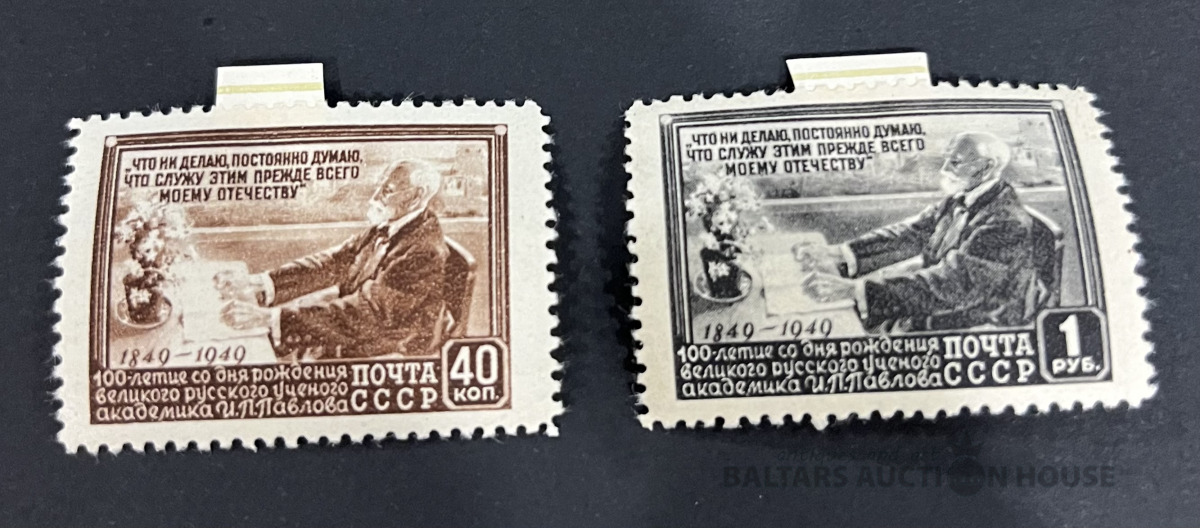 „ЧТО НИ ДЕЛАЮ, ПОСТОЯННО ДУМАЮ,
ЧТО СЛУЖУ ЭТИМ ПРЕЖДЕ ВСЕГО
МОЕМУ ОТЕЧЕСТВУ"
1849–1949
100-летие со дня рождения
великого русского ученого
академика И.П.Павлова
ПОЧТА
СССР
40
КОП.
„ЧТО НИ ДЕЛАЮ, ПОСТОЯННО ДУМАЮ,
ЧТО СЛУЖУ ЭТИМ ПРЕЖДЕ ВСЕГО
МОЕМУ ОТЕЧЕСТВУ"
1849–1949
100-летие со дня рождения
великого русского ученого
академика И.П.Павлова
ПОЧТА
СССР
1
РУБ.
BALTARS AUCTION HOUSE